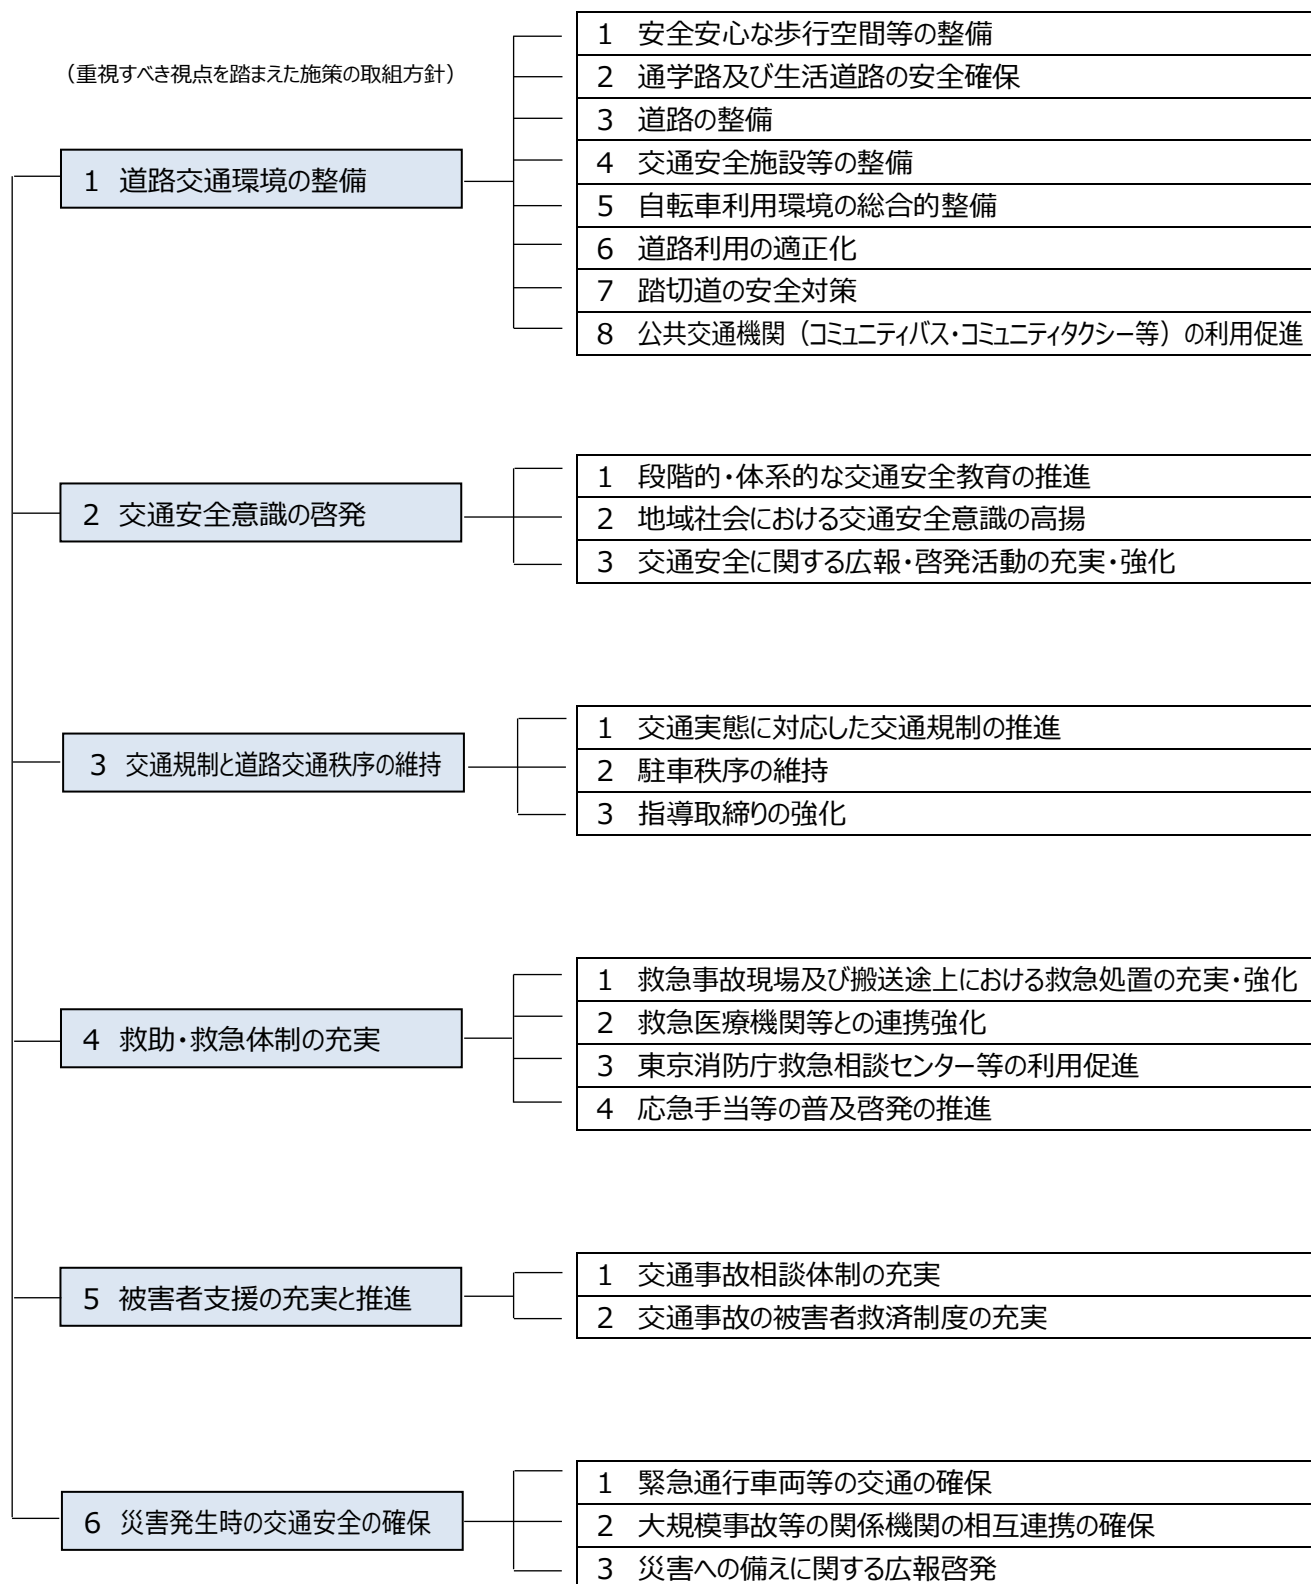 (重視すべき視点を踏まえた施策の取組方針)
1 道路交通環境の整備
1 安全安心な歩行空間等の整備
2 通学路及び生活道路の安全確保
3 道路の整備
4 交通安全施設等の整備
5 自転車利用環境の総合的整備
6 道路利用の適正化
7 踏切道の安全対策
8 公共交通機関(コミュニティバス・コミュニティタクシー等)の利用促進
2 交通安全意識の啓発
1 段階的・体系的な交通安全教育の推進
2 地域社会における交通安全意識の高揚
3 交通安全に関する広報・啓発活動の充実・強化
3 交通規制と道路交通秩序の維持
1 交通実態に対応した交通規制の推進
2 駐車秩序の維持
3 指導取締りの強化
4 救助・救急体制の充実
1 救急事故現場及び搬送途上における救急処置の充実・強化
2 救急医療機関等との連携強化
3 東京消防庁救急相談センター等の利用促進
4 応急手当等の普及啓発の推進
5 被害者支援の充実と推進
1 交通事故相談体制の充実
2 交通事故の被害者救済制度の充実
6 災害発生時の交通安全の確保
1 緊急通行車両等の交通の確保
2 大規模事故等の関係機関の相互連携の確保
3 災害への備えに関する広報啓発